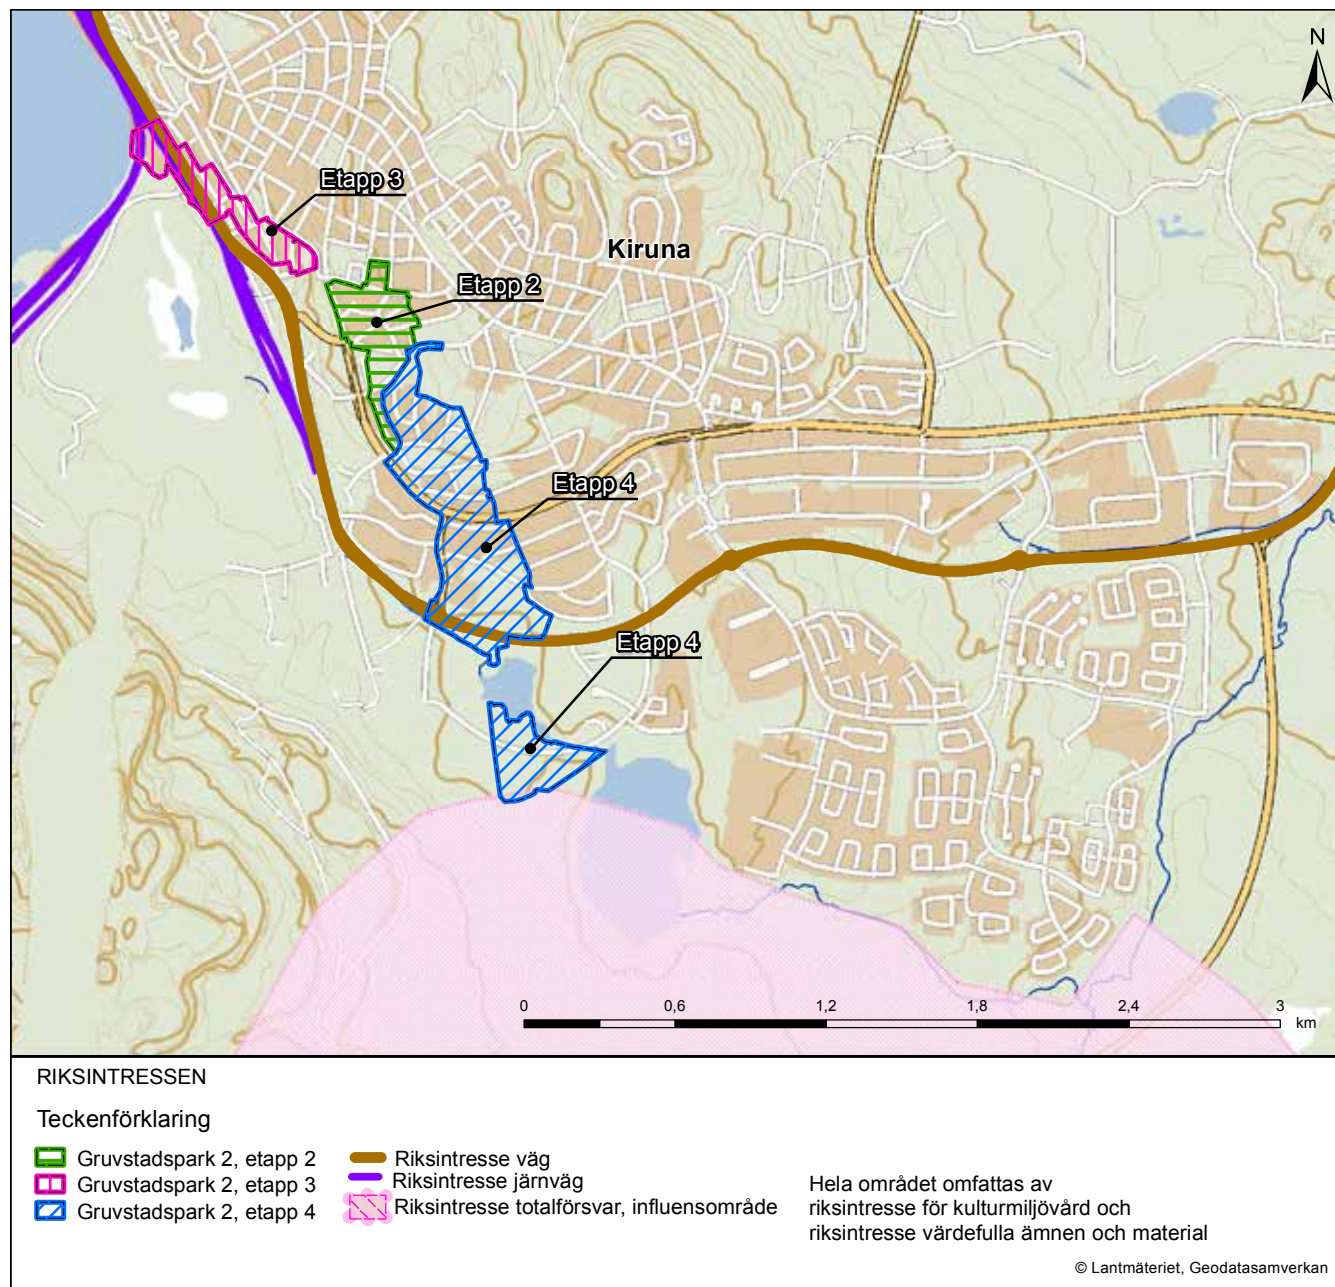 N
Etapp 3
Kiruna
Etapp 2
Etapp 4
Etapp 4
0 0,6 1,2 1,8 2,4 3
km
RIKSINTRESSEN
Teckenförklaring
Gruvstadspark 2, etapp 2
Gruvstadspark 2, etapp 3
Gruvstadspark 2, etapp 4
Riksintresse väg
Riksintresse järnväg
Riksintresse totalförsvar, influensområde
Hela området omfattas av
riksintresse för kulturmiljövård och
riksintresse värdefulla ämnen och material
© Lantmäteriet, Geodatasamverkan